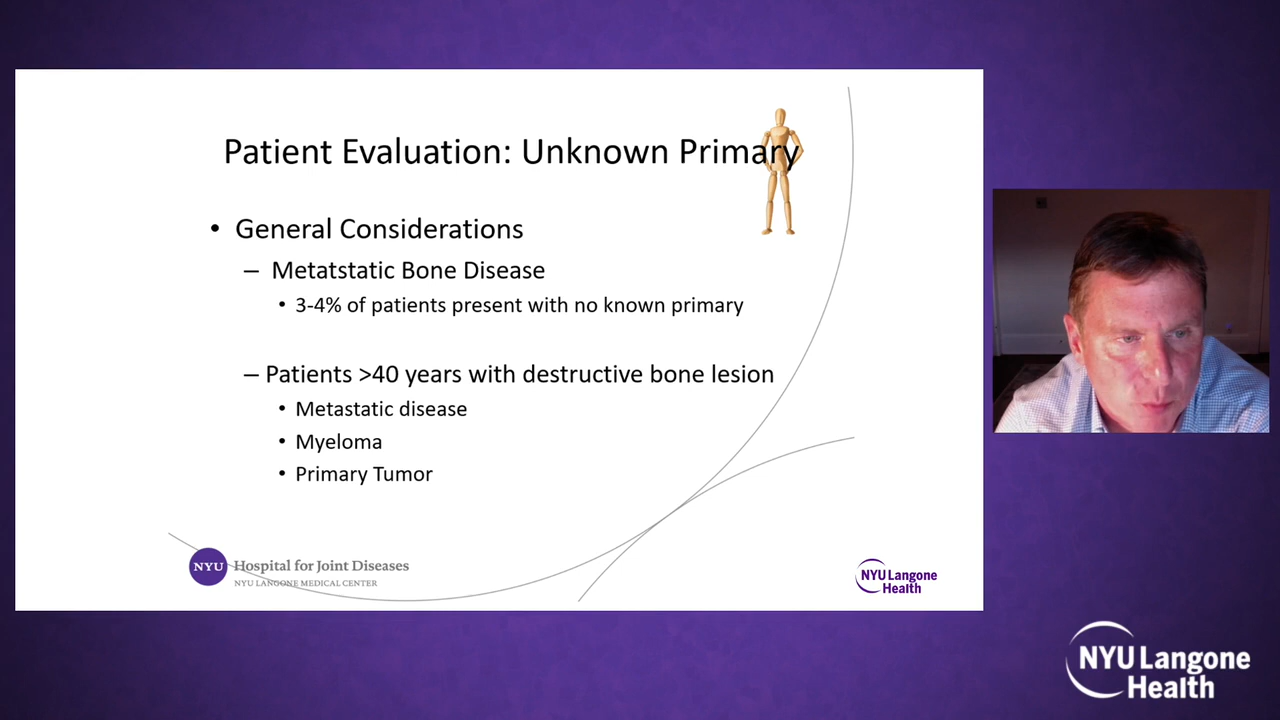 Patient Evaluation: Unknown Primary
• General Considerations
– Metatstatic Bone Disease
• 3-4% of patients present with no known primary
– Patients >40 years with destructive bone lesion
• Metastatic disease
• Myeloma
• Primary Tumor
NYU Hospital for Joint Diseases
NYU LANGONE MEDICAL CENTER
NYU Langone
Health
NYU Langone
Health